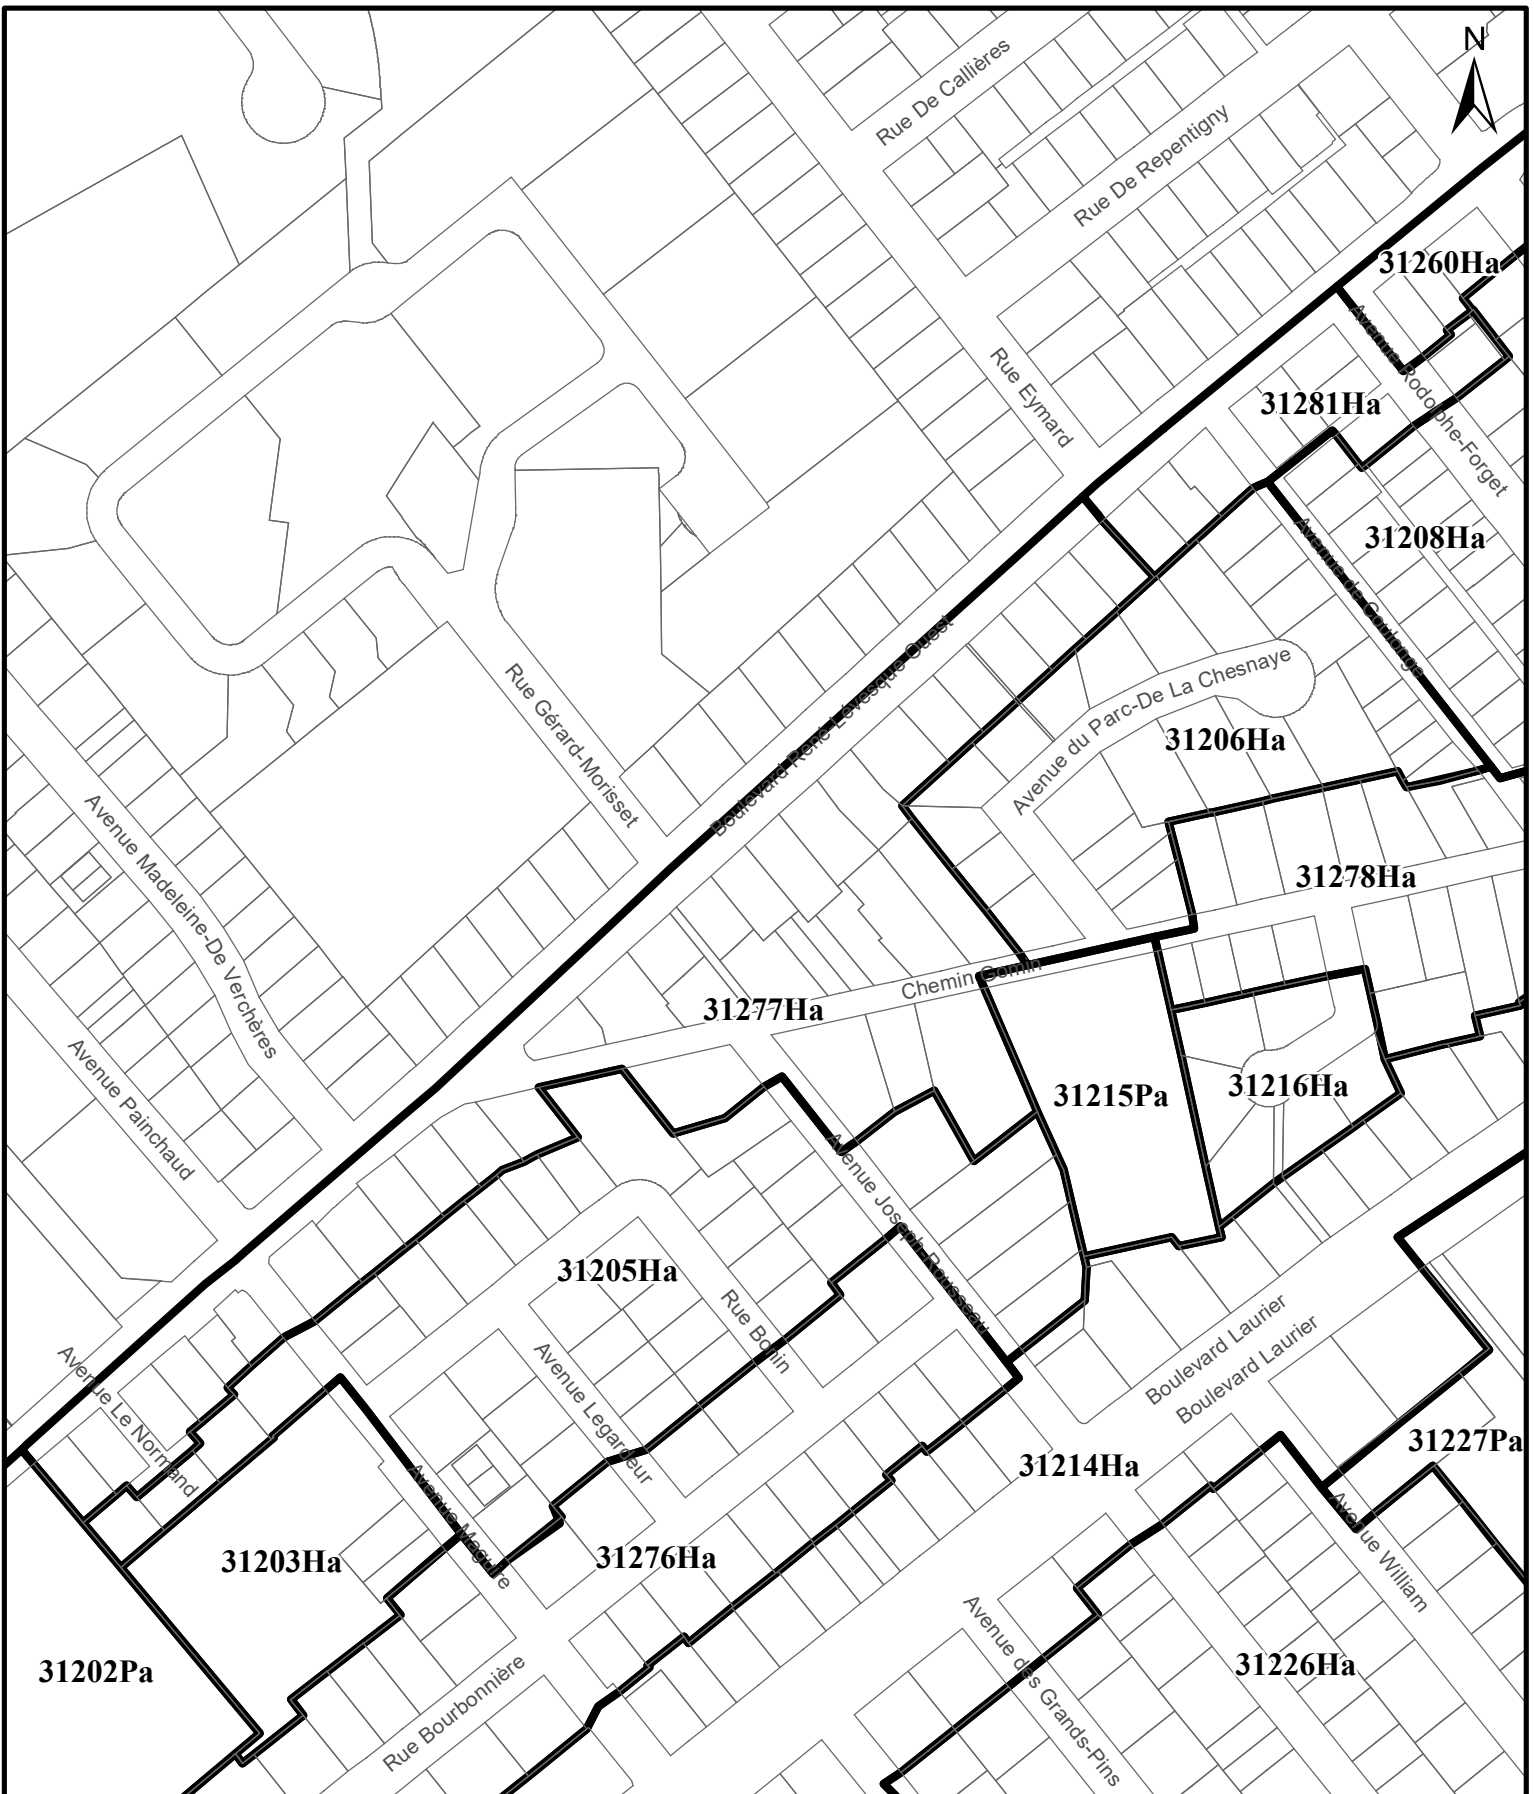 N
Rue De Callières
Rue De Repentigny
31260Ha
Avenue Rodolphe-Forget
Rue Eymard
31281Ha
31208Ha
Avenue de Coulonge
Boulevard René-Lévesque Ouest
Avenue du Parc-De La Chesnaye
31206Ha
Rue Gérard-Morisset
Avenue Madeleine-De Verchères
31278Ha
Chemin Gomin
31277Ha
Avenue Painchaud
31215Pa
31216Ha
Avenue Joseph-Rousseau
31205Ha
Rue Bonin
Boulevard Laurier
Boulevard Laurier
Avenue Le Normand
Avenue Legardeur
31227Pa
31214Ha
Avenue Maguire
31203Ha
31276Ha
Avenue William
31202Pa
Rue Bourbonnière
Avenue des Grands-Pins
31226Ha